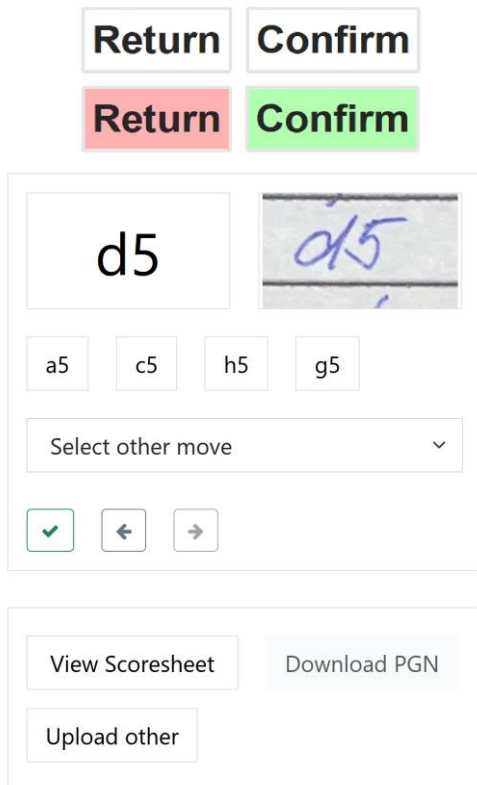 Return Confirm
Return Confirm
d5 d5
a5 c5 h5 g5
Select other move
View Scoresheet Download PGN
Upload other